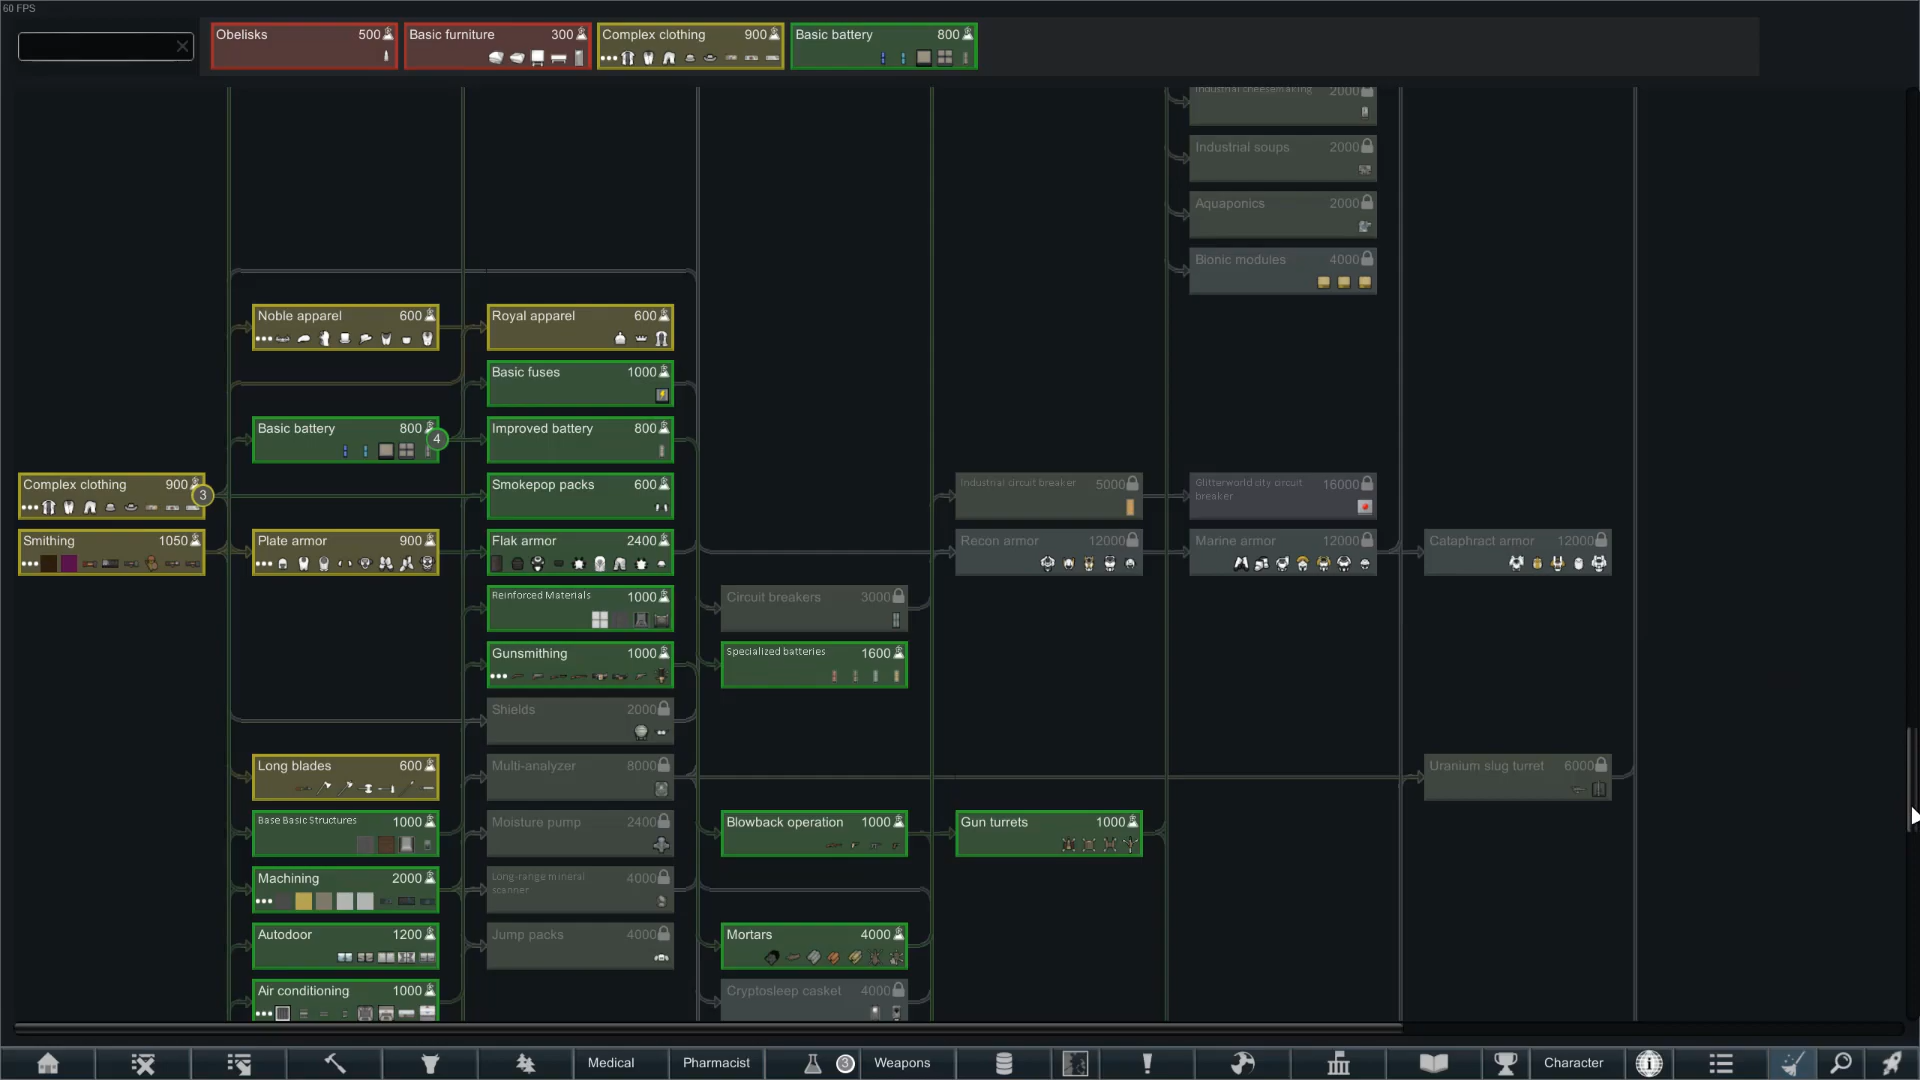 60 FPS
Obelisks 500
Basic furniture 300
Complex clothing 900
Basic battery 800
Industrial cheesemaking 2000
Industrial soups 2000
Aquaponics 2000
Bionic modules 4000
Noble apparel 600
Royal apparel 600
Basic fuses 1000
Basic battery 800
4
Improved battery 800
Complex clothing 900
3
Smokepop packs 600
Industrial circuit breaker 5000
Glitterworld city circuit 16000
breaker
Smithing 1050
Plate armor 900
Flak armor 2400
Recon armor 12000
Marine armor 12000
Cataphract armor 12000
Reinforced Materials 1000
Circuit breakers 3000
Gunsmithing 1000
Specialized batteries 1600
Shields 2000
Long blades 600
Multi-analyzer 8000
Uranium slug turret 6000
Base Basic Structures 1000
Moisture pump 2400
Blowback operation 1000
Gun turrets 1000
Machining 2000
Long-range mineral 4000
scanner
Autodoor 1200
Jump packs 4000
Mortars 4000
Air conditioning 1000
Cryptosleep casket 4000
Medical
Pharmacist
3
Weapons
Character